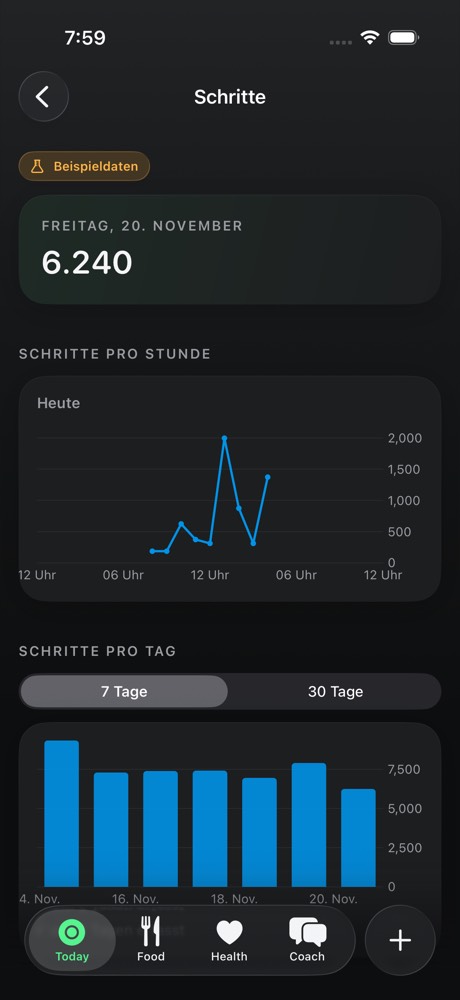 7:59
Schritte
Beispieldaten
FREITAG, 20. NOVEMBER
6.240
SCHRITTE PRO STUNDE
Heute
2,000
1,500
1,000
500
0
12 Uhr 06 Uhr 12 Uhr 06 Uhr 12 Uhr
SCHRITTE PRO TAG
7 Tage 30 Tage
7,500
5,000
2,500
0
4. Nov. 16. Nov. 18. Nov. 20. Nov.
Today Food Health Coach